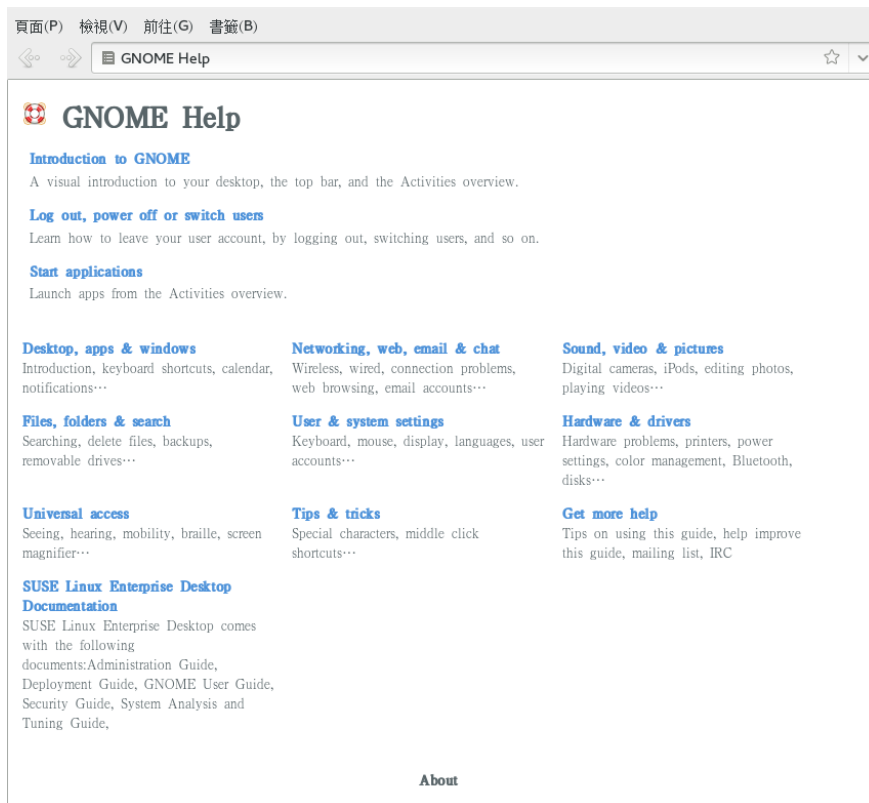 頁面(P) 檢視(V) 前往(G) 書籤(B)
GNOME Help
GNOME Help
Introduction to GNOME
A visual introduction to your desktop, the top bar, and the Activities overview.
Log out, power off or switch users
Learn how to leave your user account, by logging out, switching users, and so on.
Start applications
Launch apps from the Activities overview.
Desktop, apps & windows
Introduction, keyboard shortcuts, calendar,
notifications⋯
Networking, web, email & chat
Wireless, wired, connection problems,
web browsing, email accounts⋯
Sound, video & pictures
Digital cameras, iPods, editing photos,
playing videos⋯
Files, folders & search
Searching, delete files, backups,
removable drives⋯
User & system settings
Keyboard, mouse, display, languages, user
accounts⋯
Hardware & drivers
Hardware problems, printers, power
settings, color management, Bluetooth,
disks⋯
Universal access
Seeing, hearing, mobility, braille, screen
magnifier⋯
Tips & tricks
Special characters, middle click
shortcuts⋯
Get more help
Tips on using this guide, help improve
this guide, mailing list, IRC
SUSE Linux Enterprise Desktop
Documentation
SUSE Linux Enterprise Desktop comes
with the following
documents:Administration Guide,
Deployment Guide, GNOME User Guide,
Security Guide, System Analysis and
Tuning Guide,
About